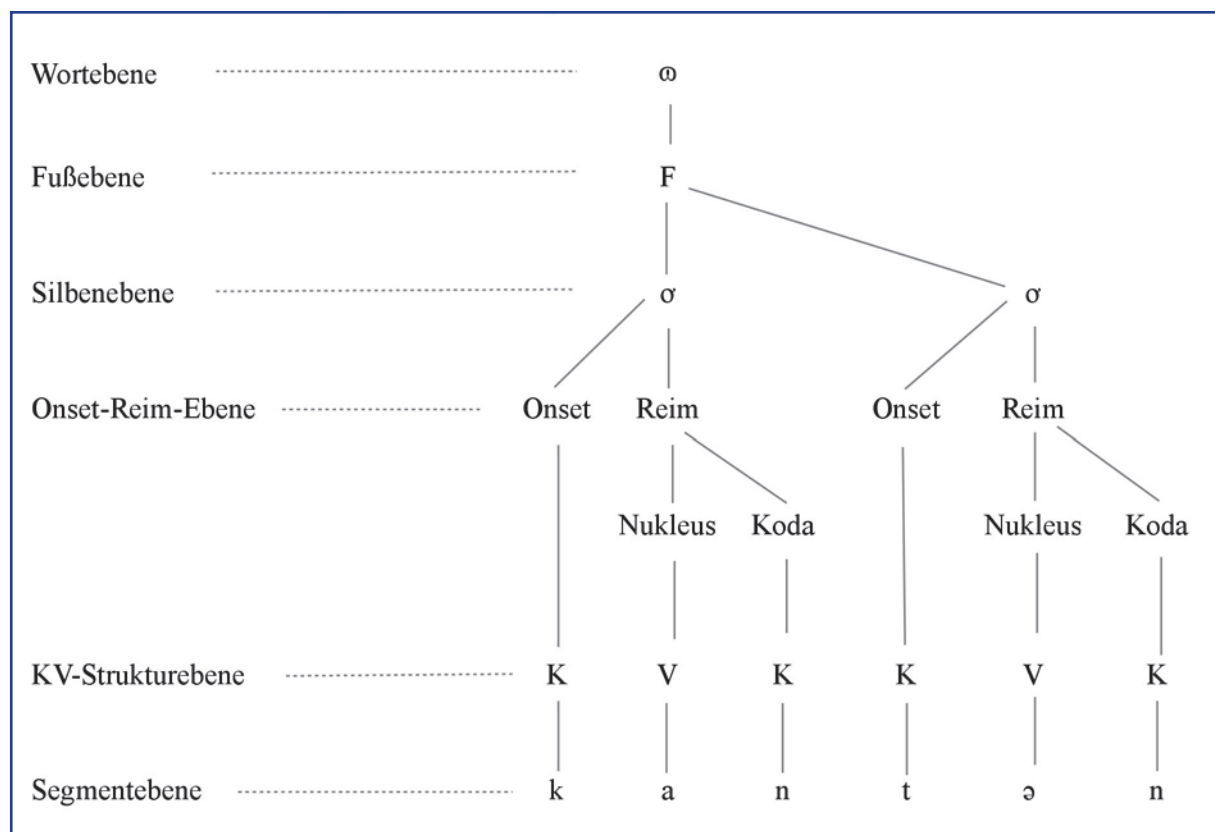 Wortebene ω
Fußebene F
Silbenebene σ σ
Onset-Reim-Ebene Onset Reim Onset Reim
Nukleus Koda Nukleus Koda
KV-Strukturebene K V K K V K
Segmentebene k a n t ə n